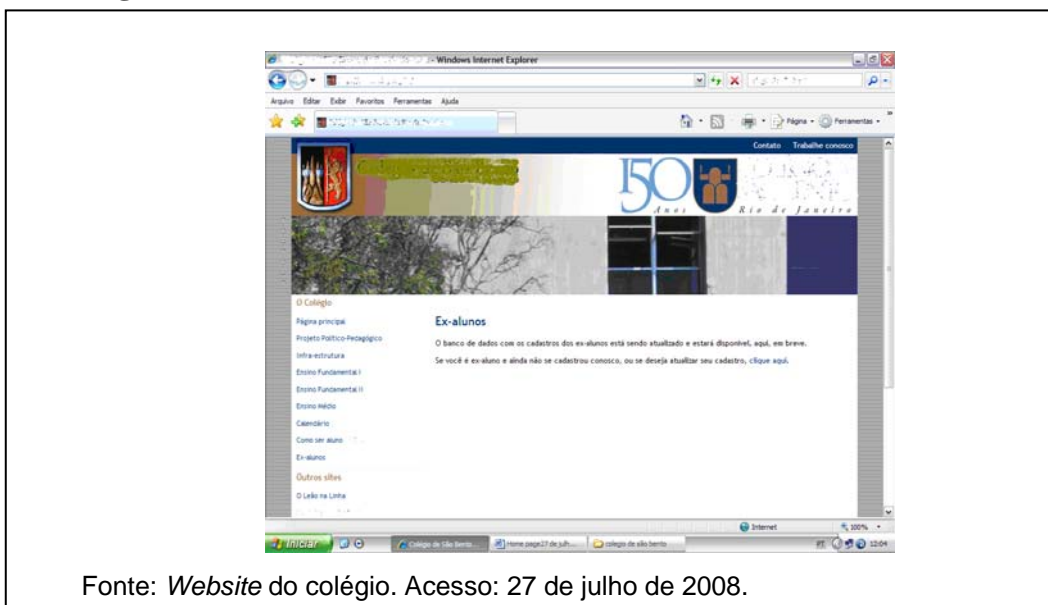 - Windows Internet Explorer
Arquivo Editar Exibir Favoritos Ferramentas Ajuda
Página Ferramentas
Contato Trabalhe conosco
150
Anos
Rio de Janeiro
O Colégio
Página principal
Projeto Político-Pedagógico
Infra-estrutura
Ensino Fundamental I
Ensino Fundamental II
Ensino Médio
Calendário
Como ser aluno
Ex-alunos
Outros sites
O Leão na Linha
Ex-alunos
O banco de dados com os cadastros dos ex-alunos está sendo atualizado e estará disponível, aqui, em breve.
Se você é ex-aluno e ainda não se cadastrou conosco, ou se deseja atualizar seu cadastro, clique aqui.
Internet 100%
Iniciar Colégio de São Bento... Home page27 de julh... colegio de são bento PT 12:04
Fonte: Website do colégio. Acesso: 27 de julho de 2008.